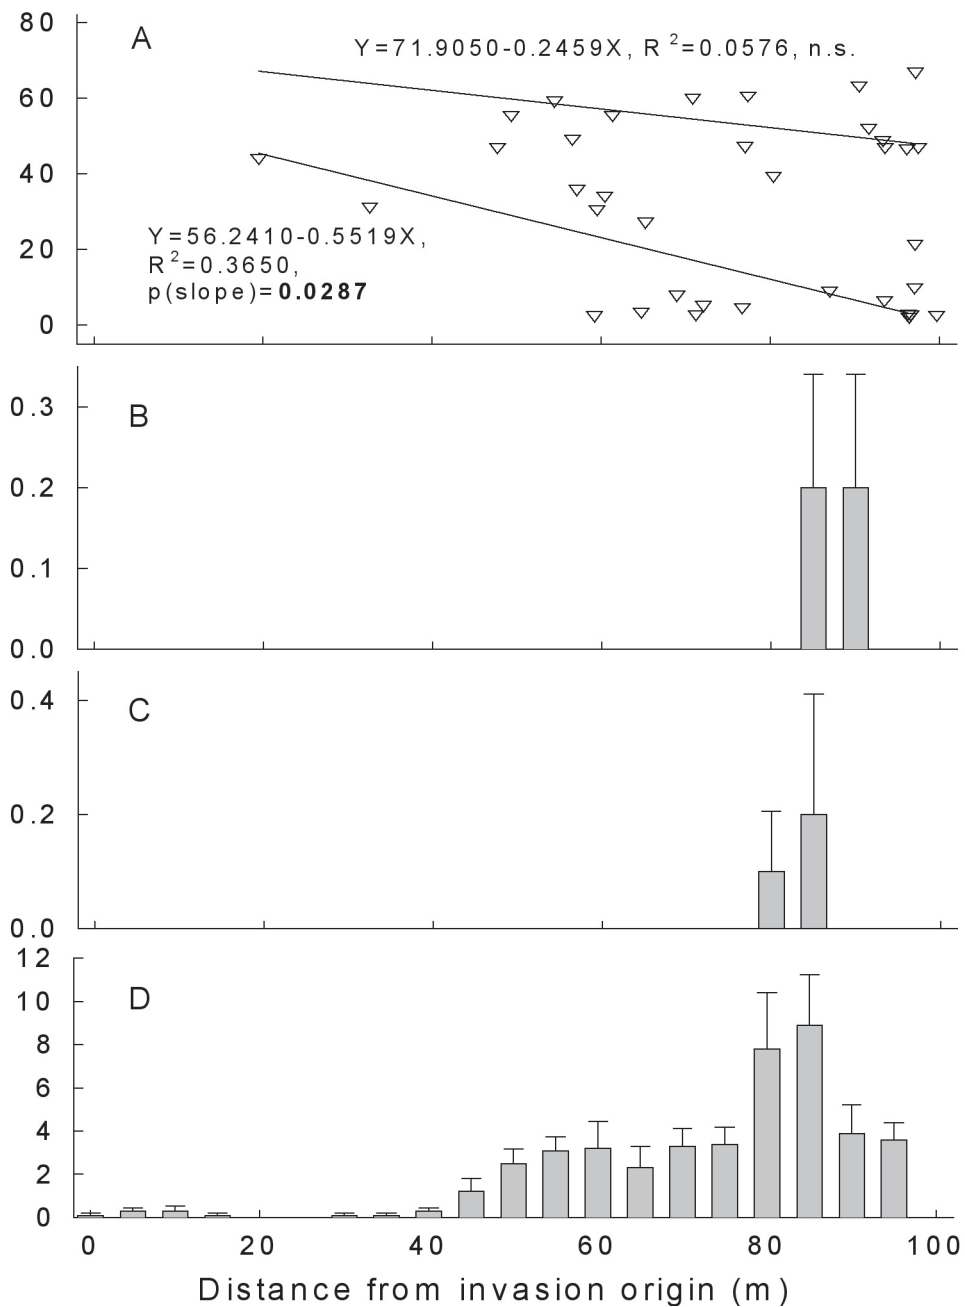 80
A
Y=71.9050-0.2459X, R²=0.0576, n.s.
60
40
Y=56.2410-0.5519X,
R²=0.3650,
p(slope)=0.0287
20
0
B
0.3
0.2
0.1
0.0
0.4
C
0.2
0.0
12
D
10
8
6
4
2
0
0 20 40 60 80 100
Distance from invasion origin (m)